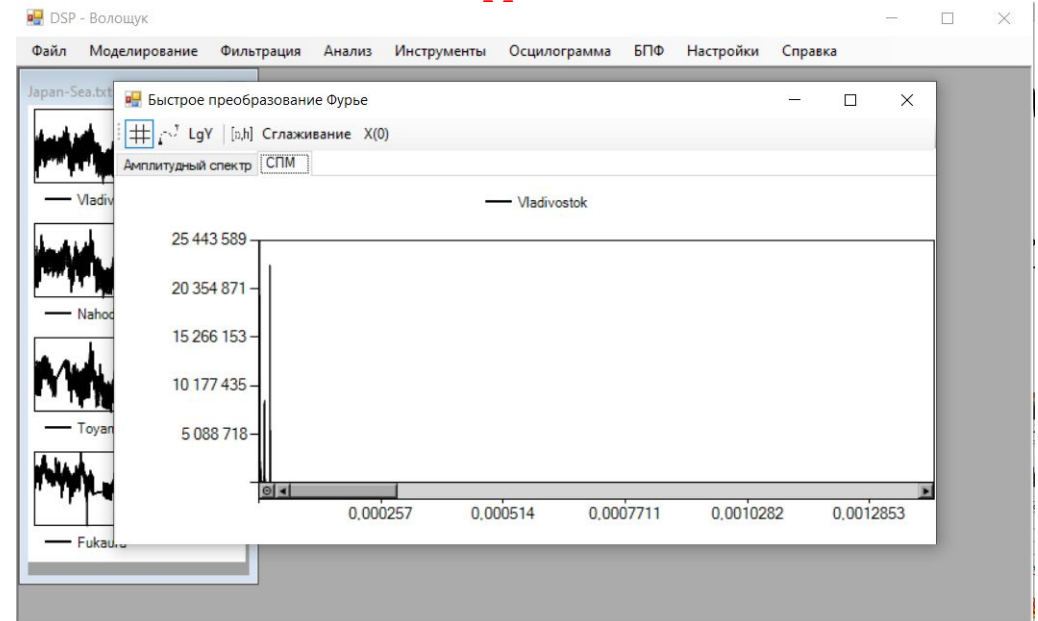 DSP - Волощук
Файл Моделирование Фильтрация Анализ Инструменты Осцилограмма БПФ Настройки Справка
Japan-Sea.txt
Быстрое преобразование Фурье
LgY [n,h] Сглаживание X(0)
Амплитудный спектр СПМ
Vladivostok
25 443 589
20 354 871
15 266 153
10 177 435
5 088 718
0,000257 0,000514 0,0007711 0,0010282 0,0012853
Vladiv
Nahod
Toyam
Fukaura